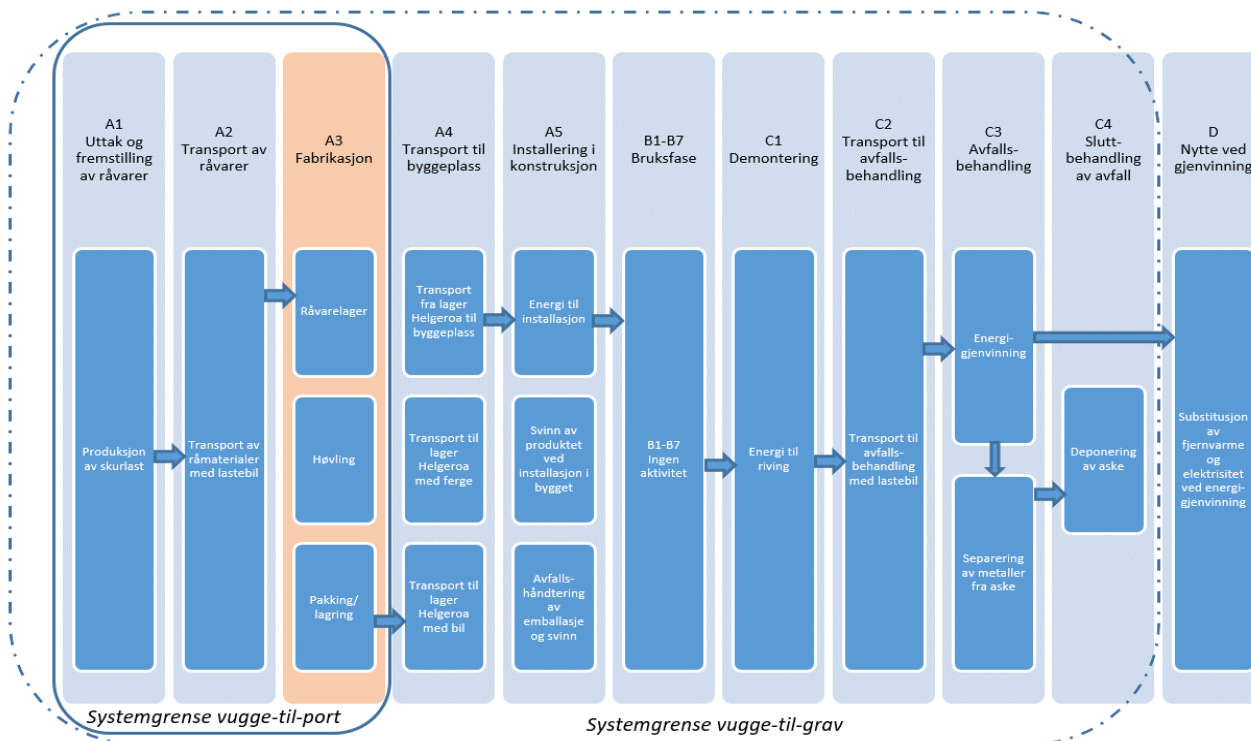 A1
Uttak og
fremstilling
av råvarer
A2
Transport av
råvarer
A3
Fabrikasjon
A4
Transport til
byggeplass
A5
Installering i
konstruksjon
B1-B7
Bruksfase
C1
Demontering
C2
Transport til
avfalls-
behandling
C3
Avfalls-
behandling
C4
Slutt-
behandling
av avfall
D
Nytte ved
gjenvinning
Produksjon
av skurlast
Transport av
råmaterialer
med lastebil
Råvarelager
Høvling
Pakking/
lagring
Transport
fra lager
Helgeroa til
byggeplass
Transport til
lager
Helgeroa
med ferge
Transport til
lager
Helgeroa
med bil
Energi til
installasjon
Svinn av
produktet ved
installasjon i
bygget
Avfalls-
håndtering
av
emballasje
og svinn
B1-B7
Ingen
aktivitet
Energi til
riving
Transport til
avfalls-
behandling
med lastebil
Energi-
gjenvinning
Separering
av metaller
fra aske
Deponering
av aske
Substitusjon
av
fjernvarme
og
elektrisitet
ved energi-
gjenvinning
Systemgrense vugge-til-port
Systemgrense vugge-til-grav